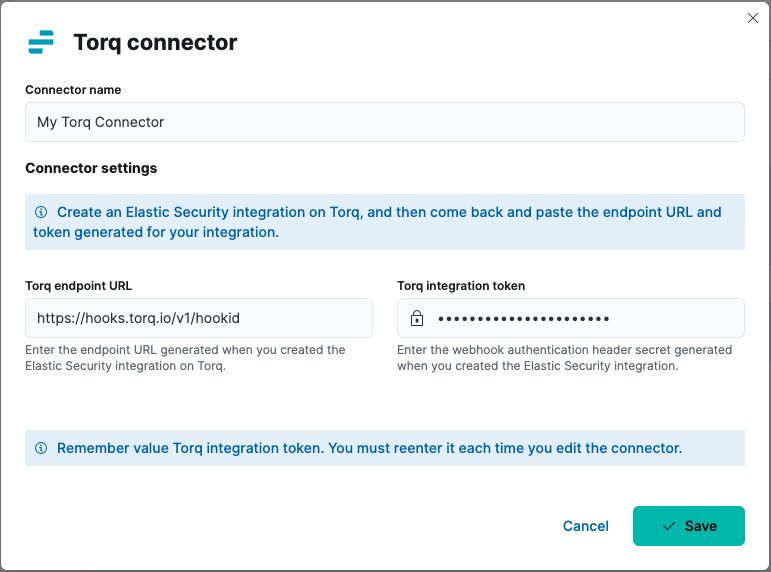 Torq connector
Connector name
My Torq Connector
Connector settings
Create an Elastic Security integration on Torq, and then come back and paste the endpoint URL and
token generated for your integration.
Torq endpoint URL
https://hooks.torq.io/v1/hookid
Enter the endpoint URL generated when you created the
Elastic Security integration on Torq.
Torq integration token
••••••••••••••••••••••
Enter the webhook authentication header secret generated
when you created the Elastic Security integration.
Remember value Torq integration token. You must reenter it each time you edit the connector.
Cancel
Save